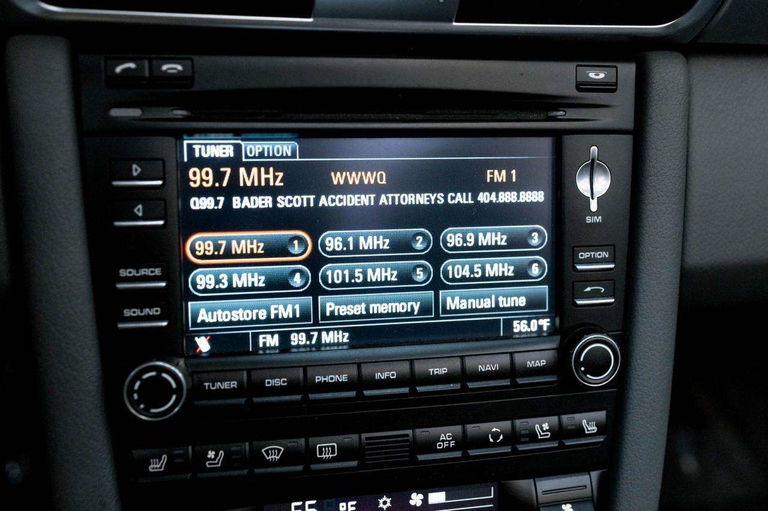 TUNER OPTION
99.7 MHz WWWQ FM 1
Q99.7 BADER SCOTT ACCIDENT ATTORNEYS CALL 404.888.8888
99.7 MHz 1 96.1 MHz 2 96.9 MHz 3
99.3 MHz 4 101.5 MHz 5 104.5 MHz 6
Autostore FM1 Preset memory Manual tune
FM 99.7 MHz 56.0°F
SIM
OPTION
SOURCE
SOUND
TUNER DISC PHONE INFO TRIP NAVI MAP
AC OFF
°F